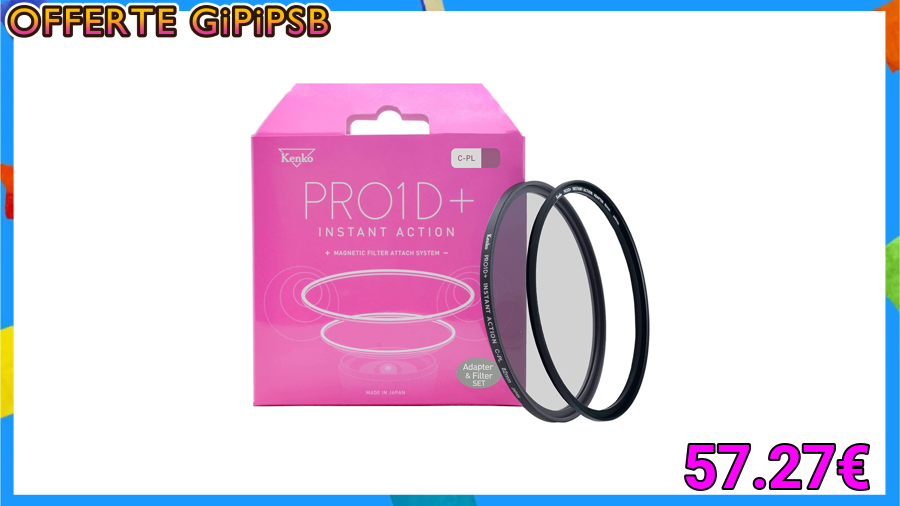 OFFERTE GiPiPSB
Kenko
C-PL
PRO1D+
INSTANT ACTION
+ MAGNETIC FILTER ATTACH SYSTEM −
Adapter
& Filter
SET
MADE IN JAPAN
Kenko PRO1D+ INSTANT ACTION C-PL
57.27€